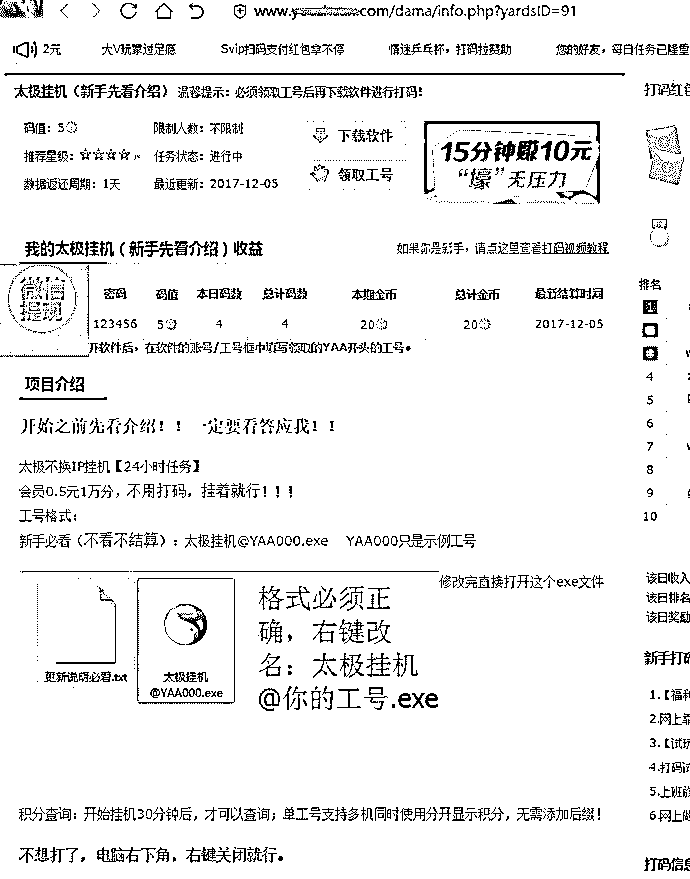 www.y
com/dama/info.php?yardsID=91
2元 大V玩家过足瘾 Svip扫码支付红包拿不停 情迷乒乓杯，打码拉赞助 您的好友，每日任务已隆重
太极挂机（新手先看介绍） 温馨提示：必须领取工号后再下载软件进行打码！
打码红包
码值：5 限制人数：不限制 下载软件
推荐星级：☆☆☆☆ 任务状态：进行中
数据返还周期：1天 最近更新：2017-12-05 领取工号
15分钟赚10元
“壕”无压力
我的太极挂机（新手先看介绍）收益 如果你是新手，请点这里查看打码视频教程
微信提现
密码 码值 本日码数 总计码数 本期金币 总计金币 最新结算时间
123456 5 4 4 20 20 2017-12-05
开软件后，在软件的账号/工号框中填写领取的YAA开头的工号。
排名
4
5
6
7
8
9
10
项目介绍
开始之前先看介绍！！ 一定要看答应我！！
太极不换IP挂机【24小时任务】
会员0.5元1万分，不用打码，挂着就行！！！
工号格式：
新手必看（不看不结算）：太极挂机@YAA000.exe YAA000只是示例工号
修改完直接打开这个exe文件
格式必须正
确，右键改
名：太极挂机
@你的工号.exe
更新说明必看.txt
太极挂机
@YAA000.exe
该日收入
该日排名
该日奖励
新手打码
1.【福利
2.网上
3.【试玩
4.打码
5.上班
6.网上
积分查询：开始挂机30分钟后，才可以查询；单工号支持多机同时使用分开显示积分，无需添加后缀！
不想打了，电脑右下角，右键关闭就行。
打码信息